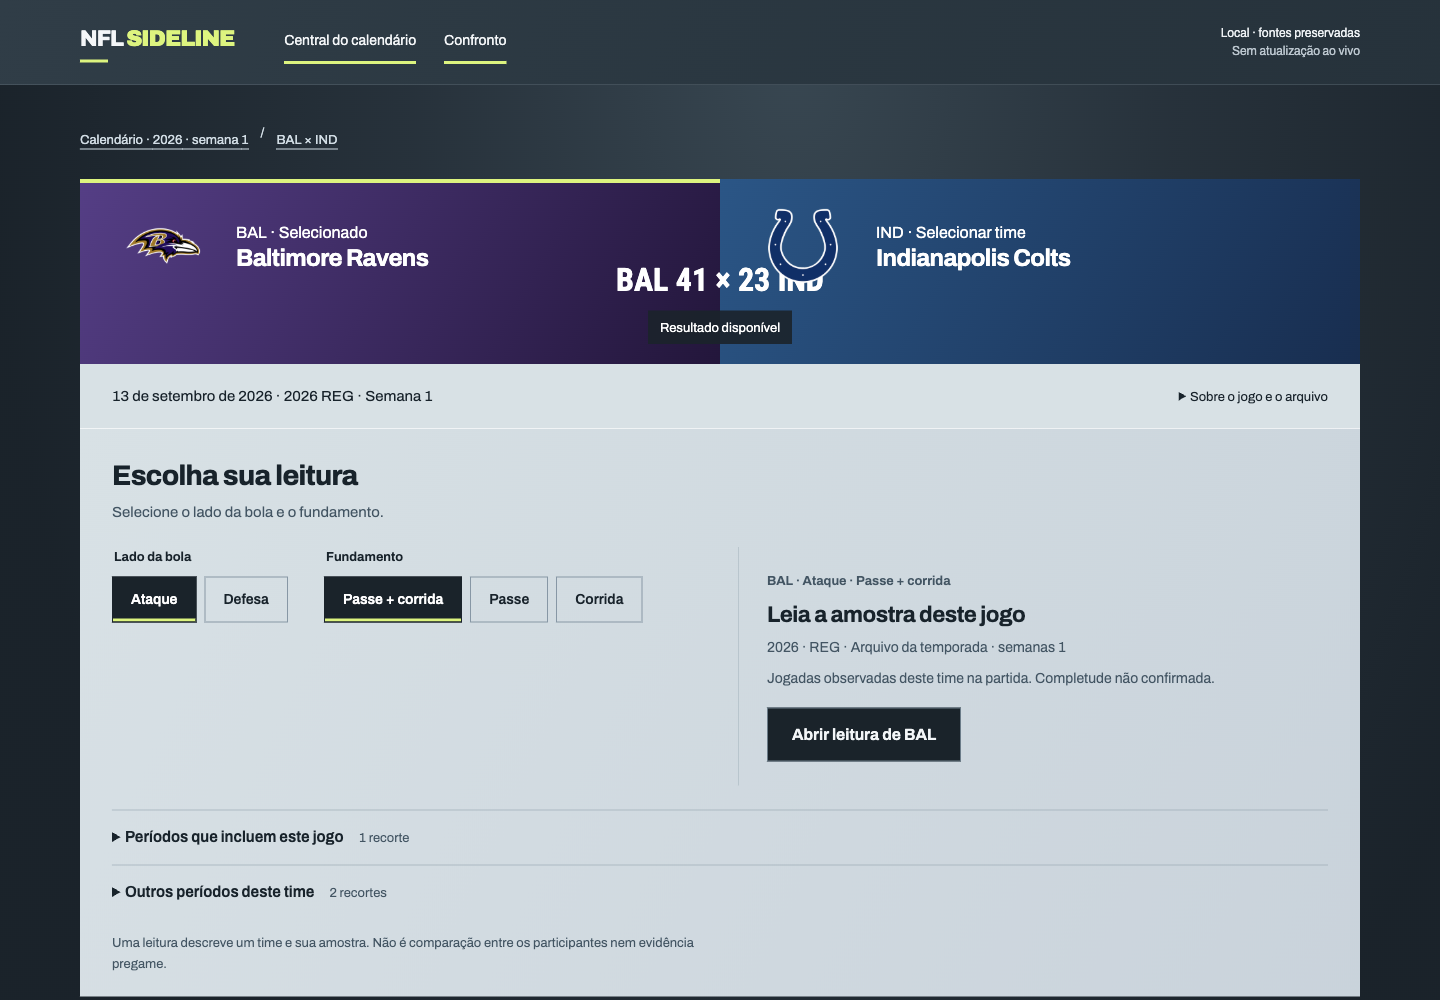 NFL SIDELINE
Central do calendário
Confronto
Local · fontes preservadas
Sem atualização ao vivo
Calendário · 2026 · semana 1 / BAL × IND
BAL · Selecionado
Baltimore Ravens
IND · Selecionar time
Indianapolis Colts
BAL 41 × 23 IND
Resultado disponível
13 de setembro de 2026 · 2026 REG · Semana 1
▶ Sobre o jogo e o arquivo
Escolha sua leitura
Selecione o lado da bola e o fundamento.
Lado da bola
Ataque
Defesa
Fundamento
Passe + corrida
Passe
Corrida
BAL · Ataque · Passe + corrida
Leia a amostra deste jogo
2026 · REG · Arquivo da temporada · semanas 1
Jogadas observadas deste time na partida. Completude não confirmada.
Abrir leitura de BAL
▶ Períodos que incluem este jogo 1 recorte
▶ Outros períodos deste time 2 recortes
Uma leitura descreve um time e sua amostra. Não é comparação entre os participantes nem evidência
pregame.